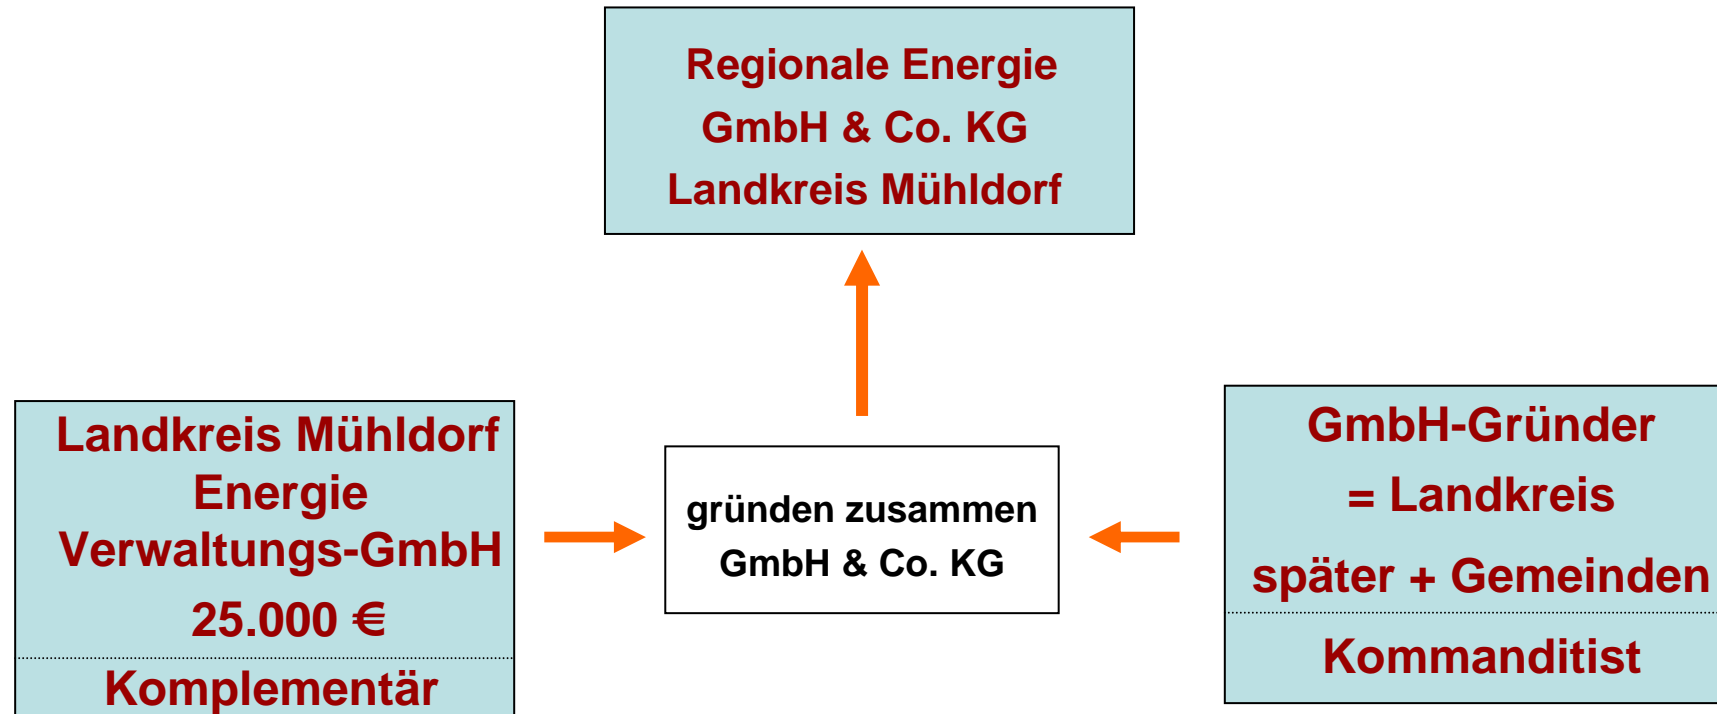 Regionale Energie
GmbH & Co. KG
Landkreis Mühldorf
Landkreis Mühldorf
Energie
Verwaltungs-GmbH
25.000 €
Komplementär
gründen zusammen
GmbH & Co. KG
GmbH-Gründer
= Landkreis
später + Gemeinden
Kommanditist